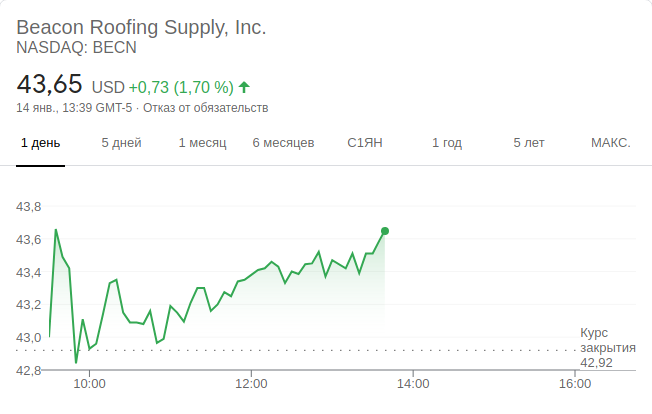 Beacon Roofing Supply, Inc.
NASDAQ: BECN
43,65 USD +0,73 (1,70 %)
14 янв., 13:39 GMT-5 · Отказ от обязательств
1 день 5 дней 1 месяц 6 месяцев С1ЯН 1 год 5 лет МАКС.
43,8
43,6
43,4
43,2
43,0
42,8
Курс
закрытия
42,92
10:00 12:00 14:00 16:00